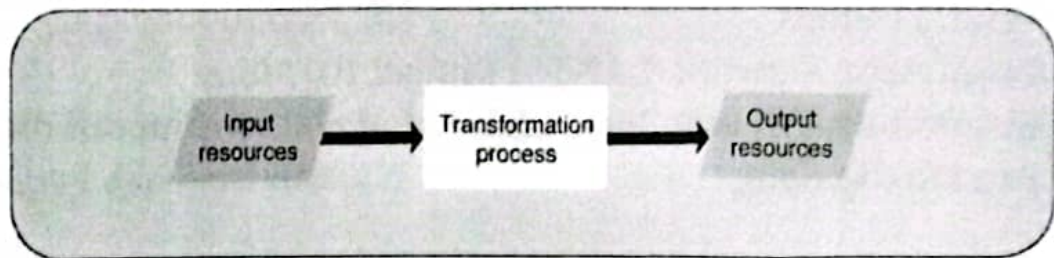 Input
resources
Transformation
process
Output
resources